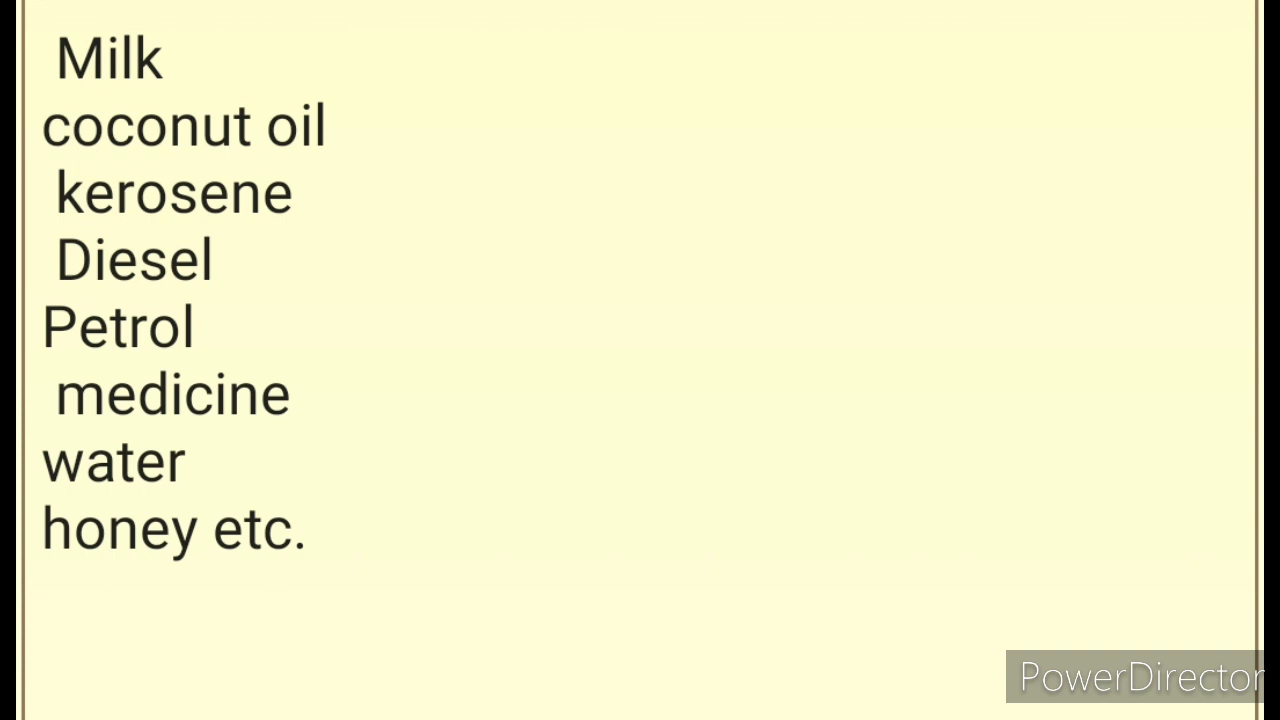 Milk
coconut oil
kerosene
Diesel
Petrol
medicine
water
honey etc.
PowerDirector